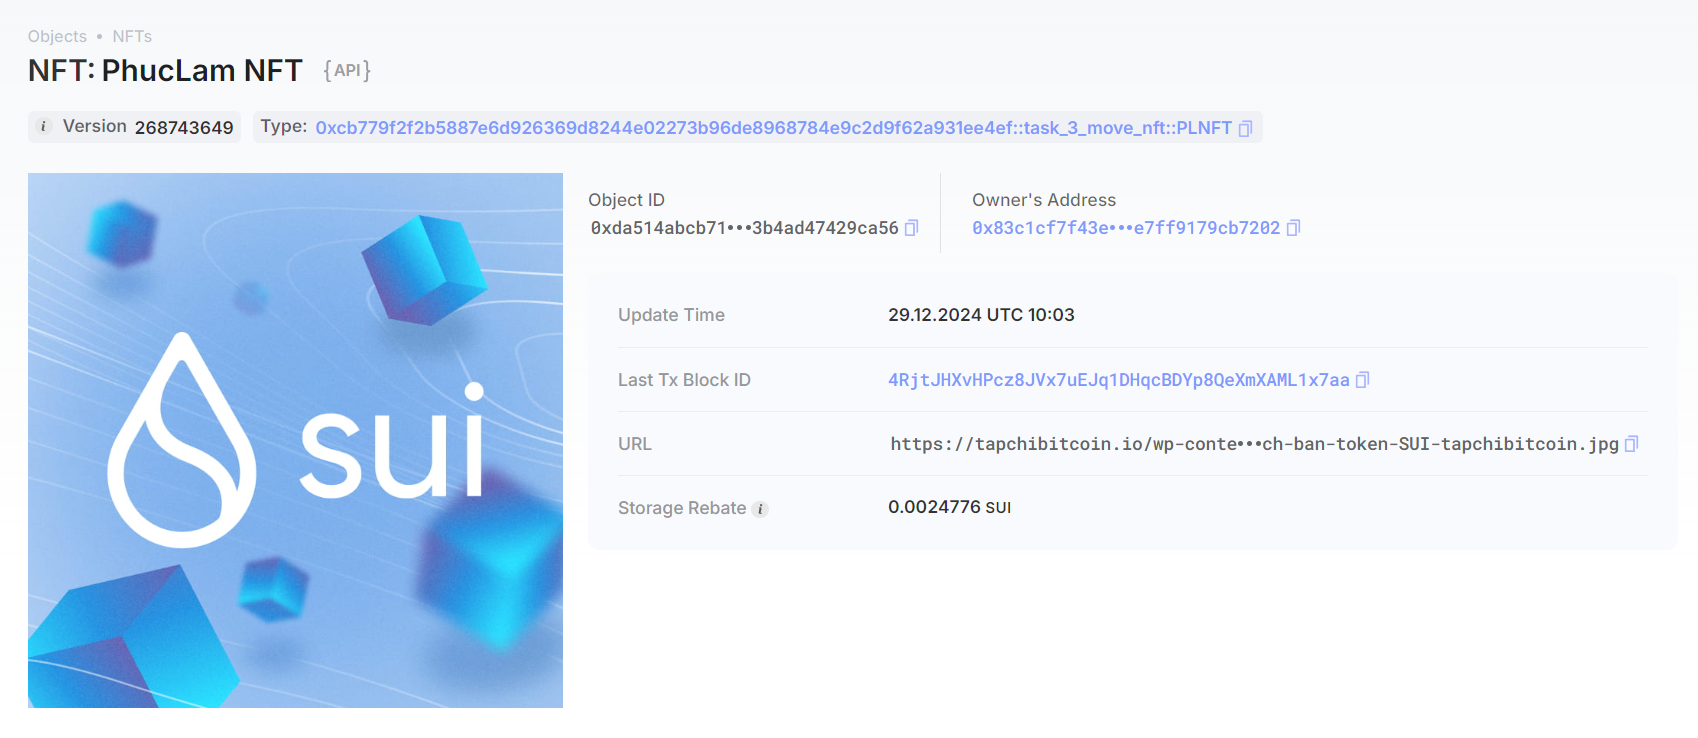 Objects • NFTs
NFT: PhucLam NFT {API}
i Version 268743649 Type: 0xcb779f2f2b5887e6d926369d8244e02273b96de8968784e9c2d9f62a931ee4ef::task_3_move_nft::PLNFT
Object ID
0xda514abcb71•••3b4ad47429ca56
Owner's Address
0x83c1cf7f43e•••e7ff9179cb7202
sui
Update Time 29.12.2024 UTC 10:03
Last Tx Block ID 4RjtJHXvHPcz8JVx7uEJq1DHqcBDYp8QeXmXAML1x7aa
URL https://tapchibitcoin.io/wp-conte•••ch-ban-token-SUI-tapchibitcoin.jpg
Storage Rebate i 0.0024776 SUI